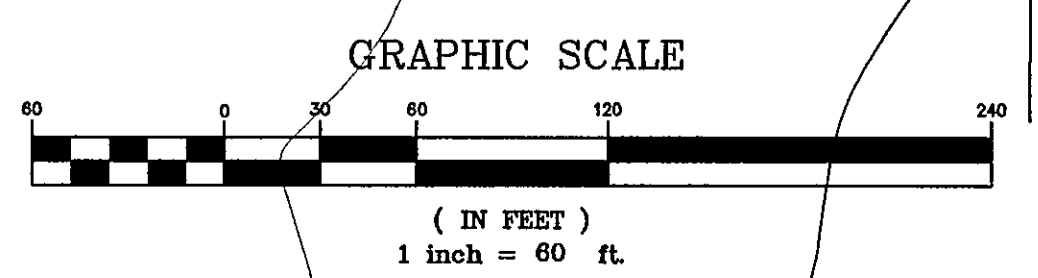 GRAPHIC SCALE
60 0 30 60 120 240
( IN FEET )
1 inch = 60 ft.